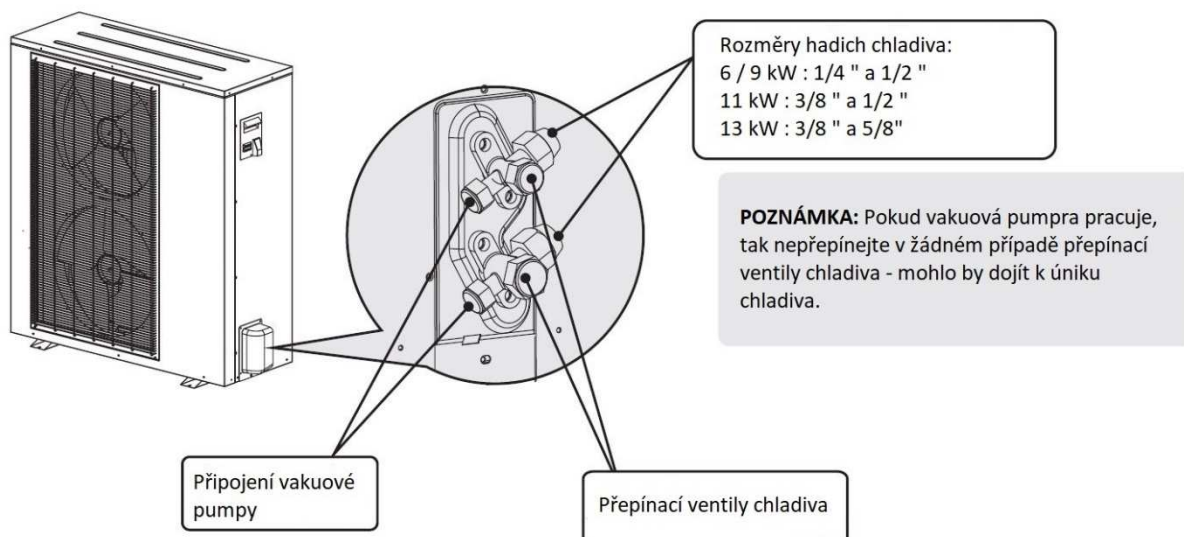 Rozměry hadich chladiva:
6 / 9 kW : 1/4 " a 1/2 "
11 kW : 3/8 " a 1/2 "
13 kW : 3/8 " a 5/8"
POZNÁMKA: Pokud vakuová pumpra pracuje,
tak nepřepínejte v žádném případě přepínací
ventily chladiva - mohlo by dojít k úniku
chladiva.
Připojení vakuové
pumpy
Přepínací ventily chladiva